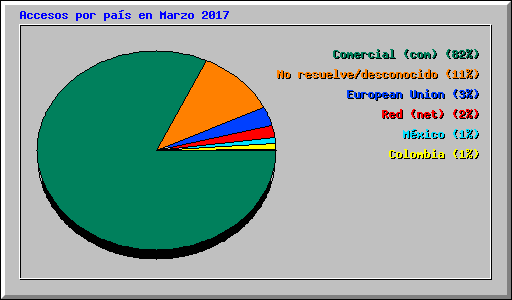 Accesos por país en Marzo 2017
Comercial (com) (82%)
No resuelve/desconocido (11%)
European Union (3%)
Red (net) (2%)
México (1%)
Colombia (1%)